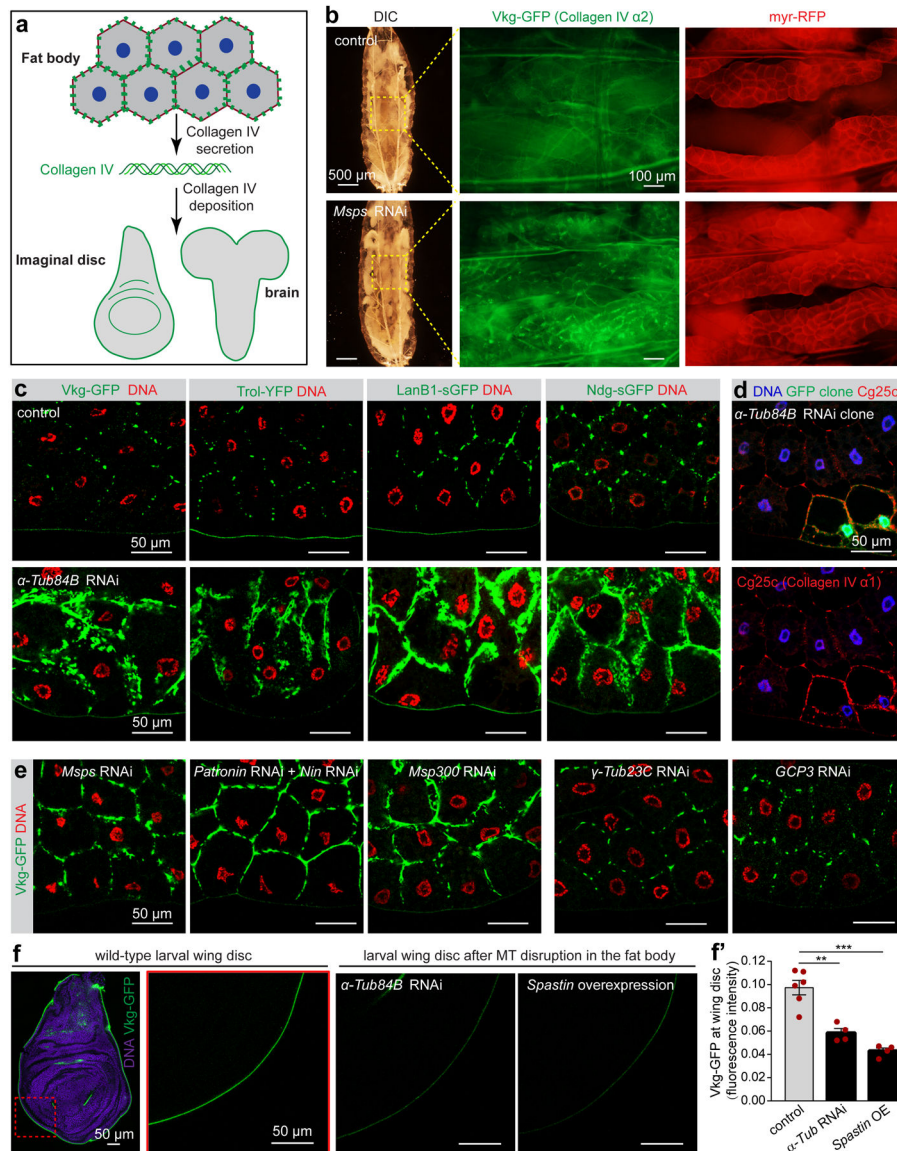 a
Fat body
Collagen IV
secretion
Collagen IV
Collagen IV
deposition
Imaginal disc
brain
b
DIC
Vkg-GFP (Collagen IV α2)
myr-RFP
control
500 μm
100 μm
Msps RNAi
c
Vkg-GFP DNA
Trol-YFP DNA
LanB1-sGFP DNA
Ndg-sGFP DNA
control
50 μm
α-Tub84B RNAi
50 μm
d
DNA GFP clone Cg25c
α-Tub84B RNAi clone
50 μm
Cg25c (Collagen IV α1)
e
Vkg-GFP DNA
Msps RNAi
Patronin RNAi + Nin RNAi
Msp300 RNAi
γ-Tub23C RNAi
GCP3 RNAi
50 μm
f
wild-type larval wing disc
larval wing disc after MT disruption in the fat body
DNA Vkg-GFP
50 μm
50 μm
α-Tub84B RNAi
Spastin overexpression
f'
Vkg-GFP at wing disc
(fluorescence intensity)
***
**
0.12
0.10
0.08
0.06
0.04
0.02
0.00
control
α-Tub RNAi
Spastin OE